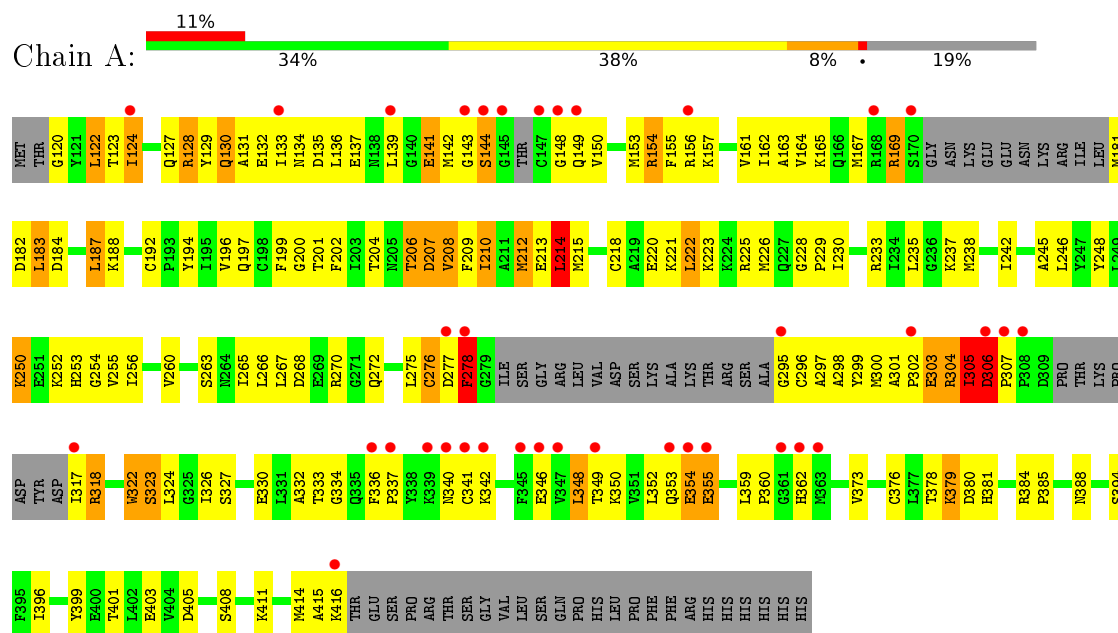 11%
Chain A:
34% 38% 8% • 19%
MET THR G120 Y121 L122 T123 I124 Q127 R128 Y129 Q130 A131 E132 I133 N134 D135 L136 E137 N138 L139 G140 E141 M142 G143 S144 G145 THR C147 G148 Q149 V150 M153 R154 F155 R156 K157 V161 I162 A163 V164 K165 Q166 M167 R168 R169 S170 GLY ASN LYS GLU GLU ASN LYS ARG ILE LEU M181
D182 L183 D184 L187 K188 C192 P193 Y194 I195 V196 Q197 C198 F199 G200 T201 F202 I203 T204 N205 T206 D207 V208 F209 I210 A211 M212 E213 L214 M215 C218 A219 E220 K221 L222 K223 K224 R225 M226 Q227 G228 P229 I230 R233 I234 L235 G236 K237 M238 I242 A245 L246 Y247 Y248 L249
K250 E251 K252 H253 G254 V255 I256 V260 S263 N264 I265 L266 L267 D268 E269 R270 G271 Q272 L275 C276 D277 F278 G279 ILE SER GLY ARG LEU VAL ASP SER LYS ALA LYS THR ARG SER ALA G295 C296 A297 A298 Y299 M300 A301 P302 E303 R304 I305 D306 P307 P308 D309 PRO THR LYS PRO
ASP TYR ASP I317 R318 W322 S323 L324 G325 I326 S327 E330 L331 A332 T333 G334 Q335 F336 P337 Y338 K339 N340 C341 K342 F345 E346 V347 L348 T349 K350 V351 L352 Q353 E354 E355 L359 P360 G361 H362 M363 V373 C376 L377 T378 K379 D380 H381 R384 P385 N388 S394
F395 I396 Y399 E400 T401 L402 E403 V404 D405 S408 K411 M414 A415 K416 THR GLU SER PRO ARG THR SER GLY VAL LEU SER GLN PRO HIS LEU PRO PHE PHE ARG HIS HIS HIS HIS HIS HIS